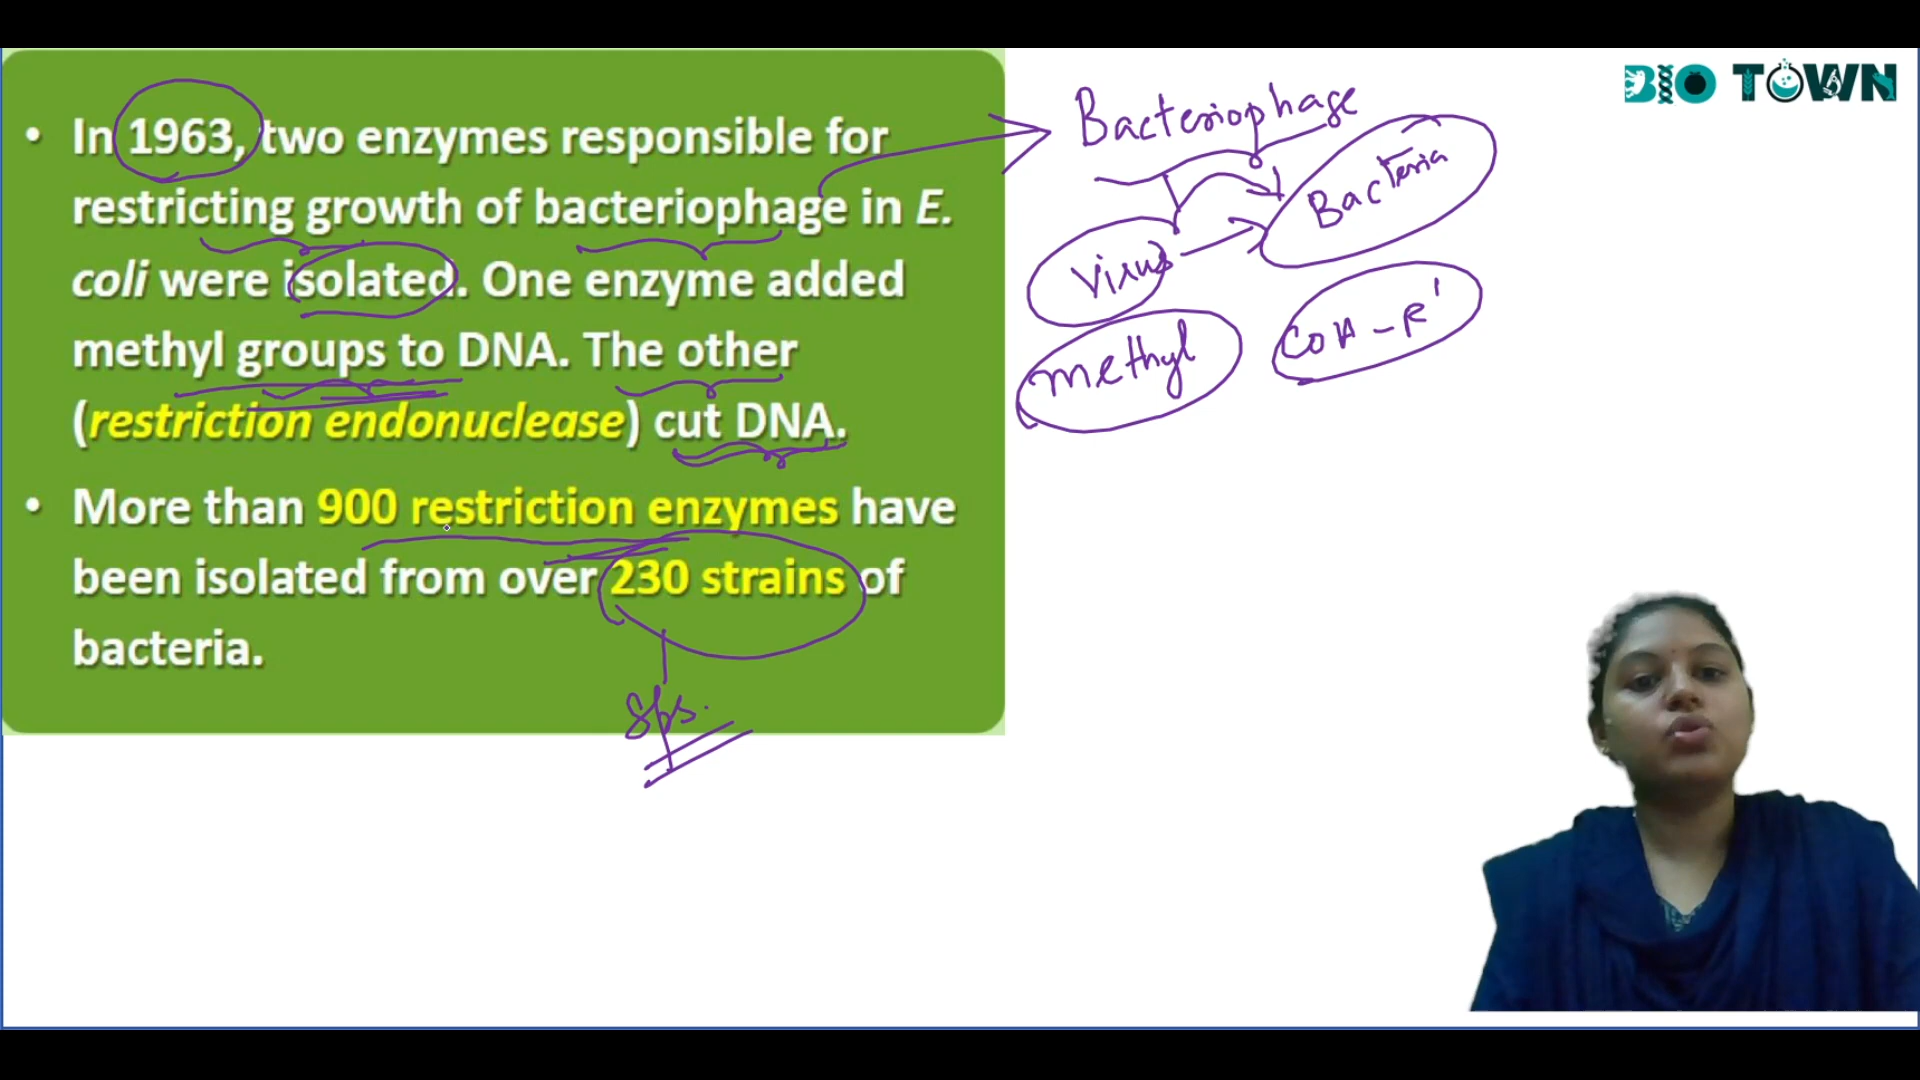 BIO TOWN
• In 1963, two enzymes responsible for
restricting growth of bacteriophage in E.
coli were isolated. One enzyme added
methyl groups to DNA. The other
(restriction endonuclease) cut DNA.
• More than 900 restriction enzymes have
been isolated from over 230 strains of
bacteria.
Bacteriophage
Bacteria
Virus
Methyl